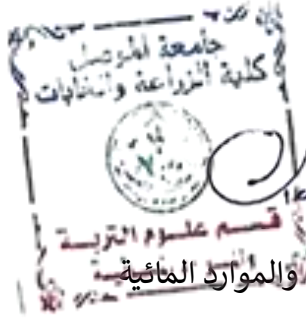 جامعة الموصل
كلية الزراعة والغابات
قسم علوم التربة
والموارد المائية